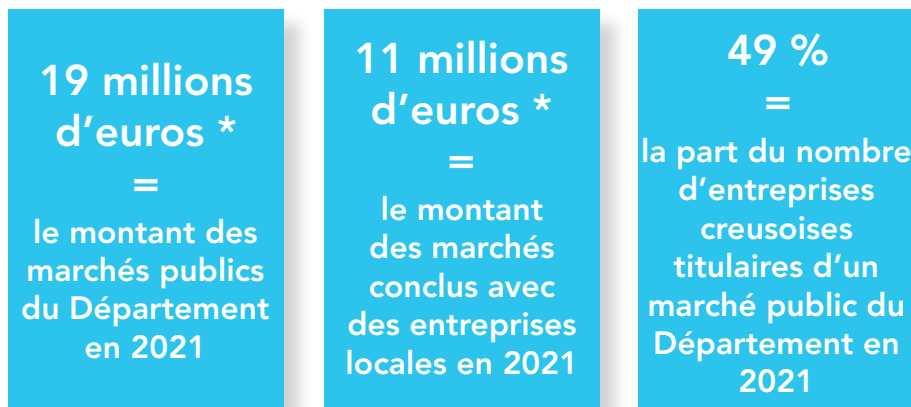 19 millions
d’euros *
=
le montant des
marchés publics
du Département
en 2021
11 millions
d’euros *
=
le montant
des marchés
conclus avec
des entreprises
locales en 2021
49 %
=
la part du nombre
d’entreprises
creusoises
titulaires d’un
marché public du
Département en
2021